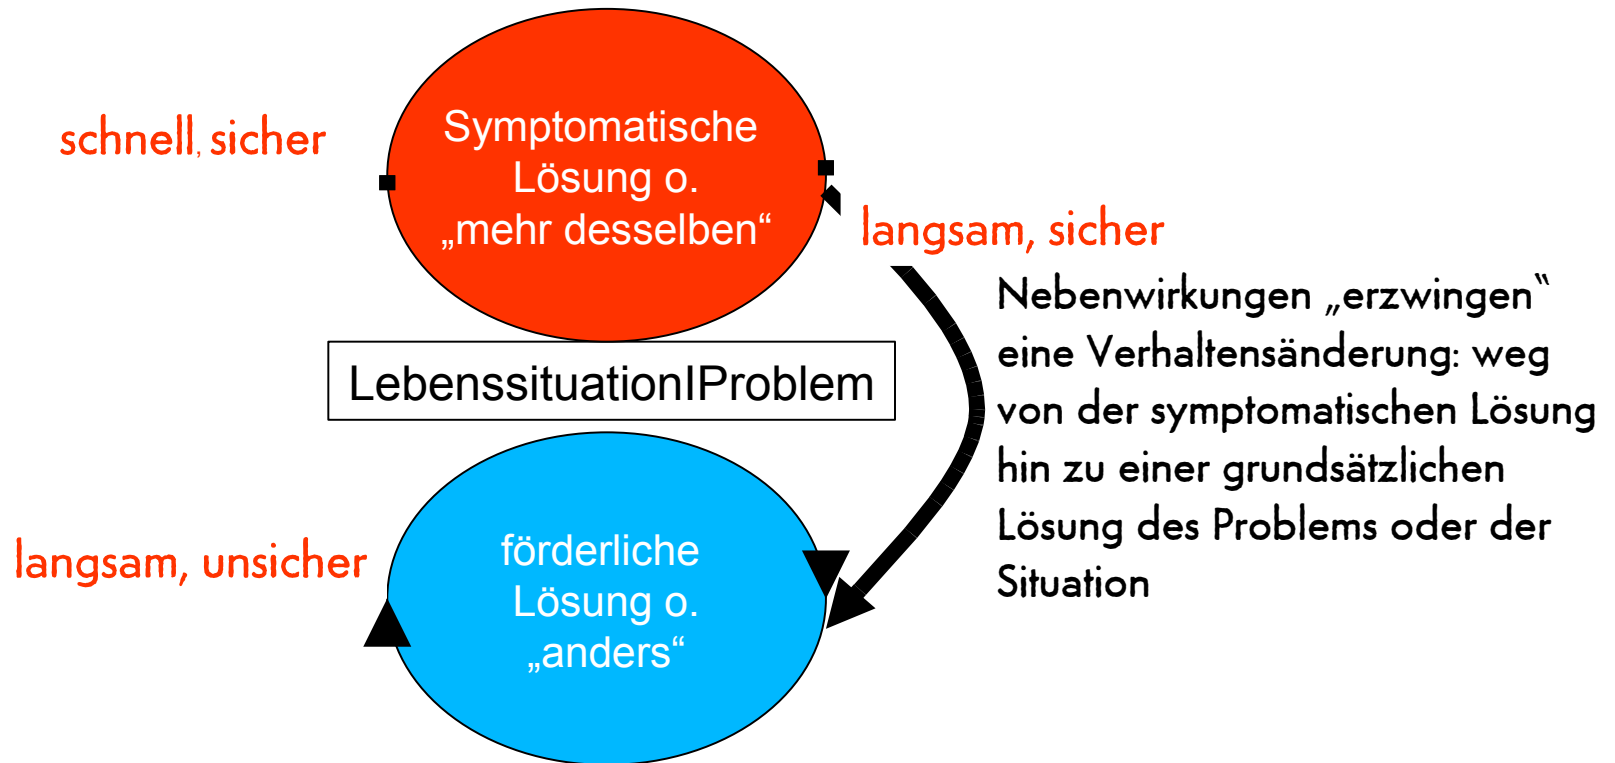 schnell, sicher
Symptomatische
Lösung o.
„mehr desselben“
langsam, sicher
Nebenwirkungen „erzwingen“
eine Verhaltensänderung: weg
von der symptomatischen Lösung
hin zu einer grundsätzlichen
Lösung des Problems oder der
Situation
LebenssituationIProblem
langsam, unsicher
förderliche
Lösung o.
„anders“